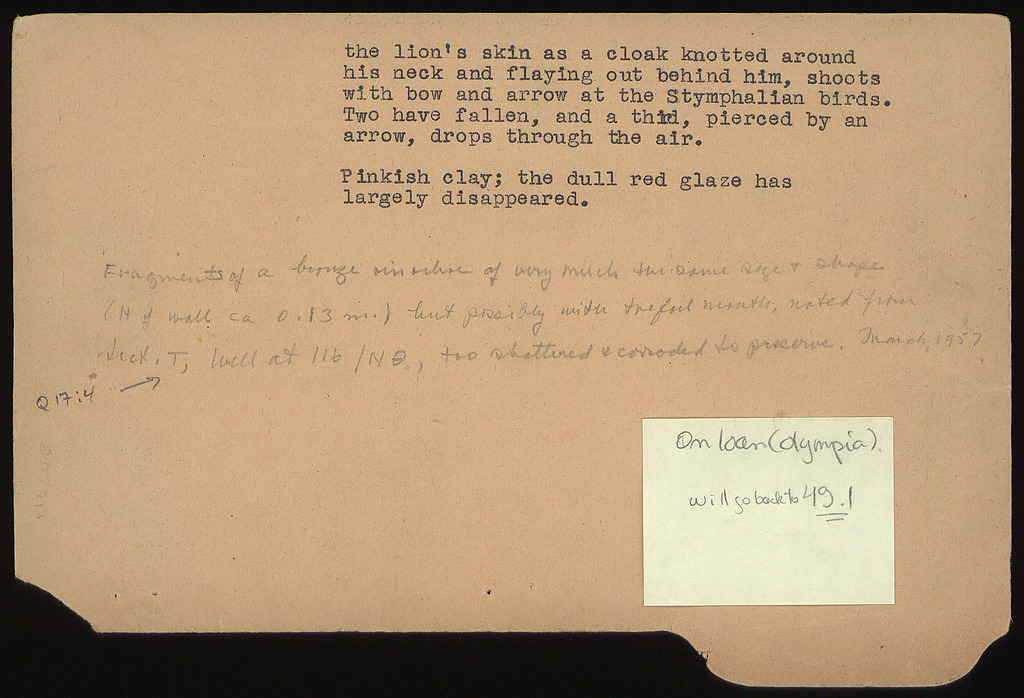 the lion's skin as a cloak knotted around
his neck and flaying out behind him, shoots
with bow and arrow at the Stymphalian birds.
Two have fallen, and a third, pierced by an
arrow, drops through the air.
Pinkish clay; the dull red glaze has
largely disappeared.
Fragments of a bronze oinochoe of very much the same size & shape
(H of wall ca 0.13 m.) but possibly with trefoil mouth, noted from
Sect. T, Well at 116/ΝΘ, too shattered & corroded to preserve. March, 1957
Q 17:4
On loan (Olympia).
will go back to 49.1